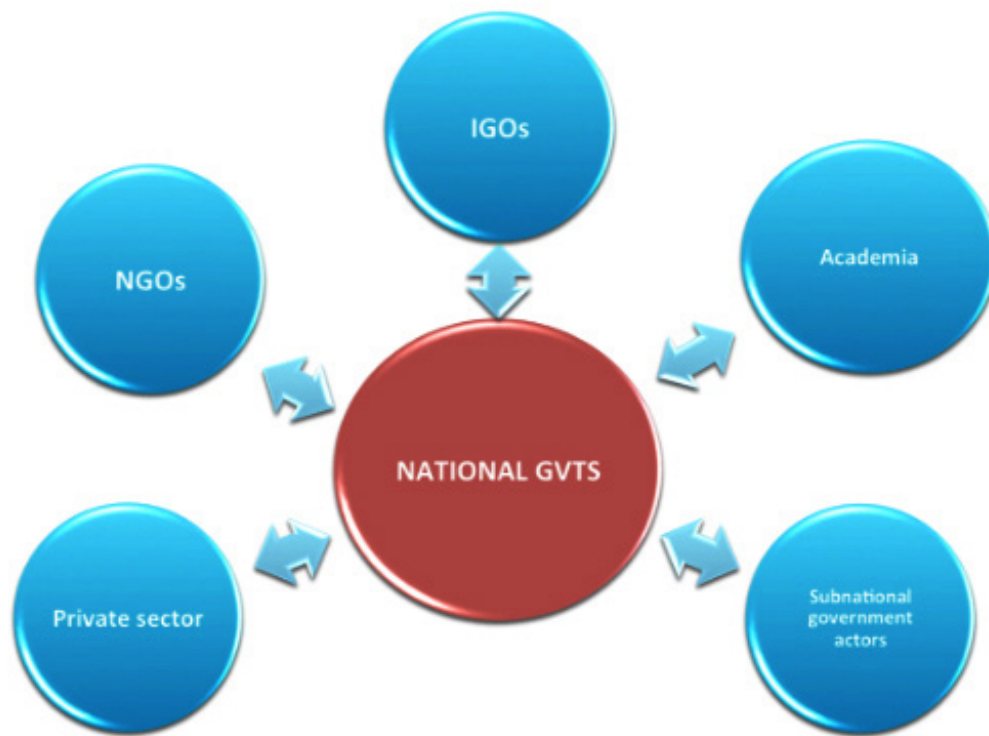 IGOs
NGOs
Academia
NATIONAL GVTS
Private sector
Subnational
government
actors